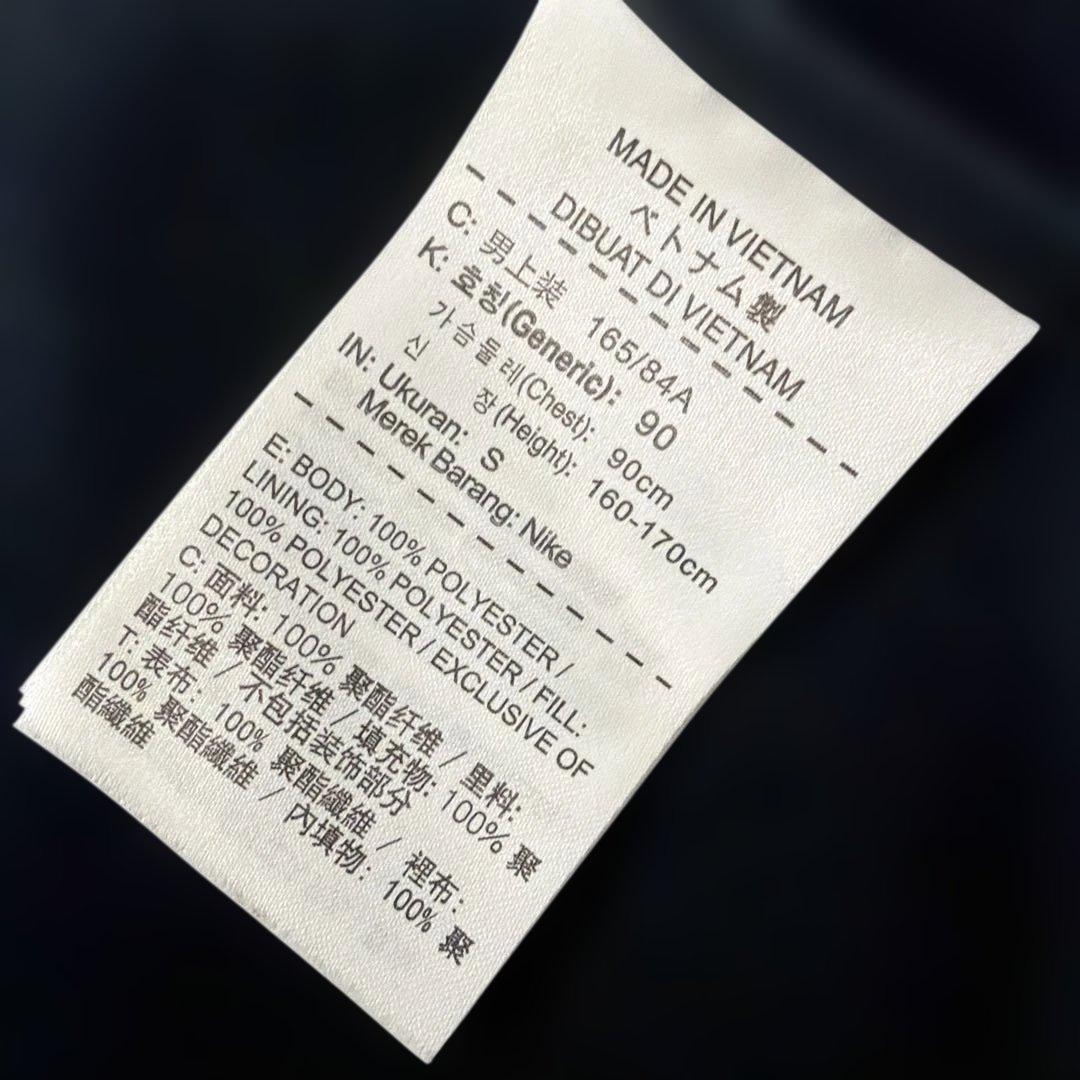 MADE IN VIETNAM
ベトナム製
DIBUAT DI VIETNAM
C: 男上装 165/84A
K: 호칭(Generic): 90
가슴둘레(Chest): 90cm
신 장(Height): 160-170cm
IN: Ukuran: S
Merek Barang: Nike
E: BODY: 100% POLYESTER /
LINING: 100% POLYESTER / FILL:
100% POLYESTER / EXCLUSIVE OF
DECORATION
C: 面料: 100% 聚酯纤维 / 里料:
100% 聚酯纤维 / 填充物: 100% 聚
酯纤维 / 不包括装饰部分
T: 表布: 100% 聚酯纖維 / 裡布:
100% 聚酯纖維 / 內填物: 100% 聚
酯纖維